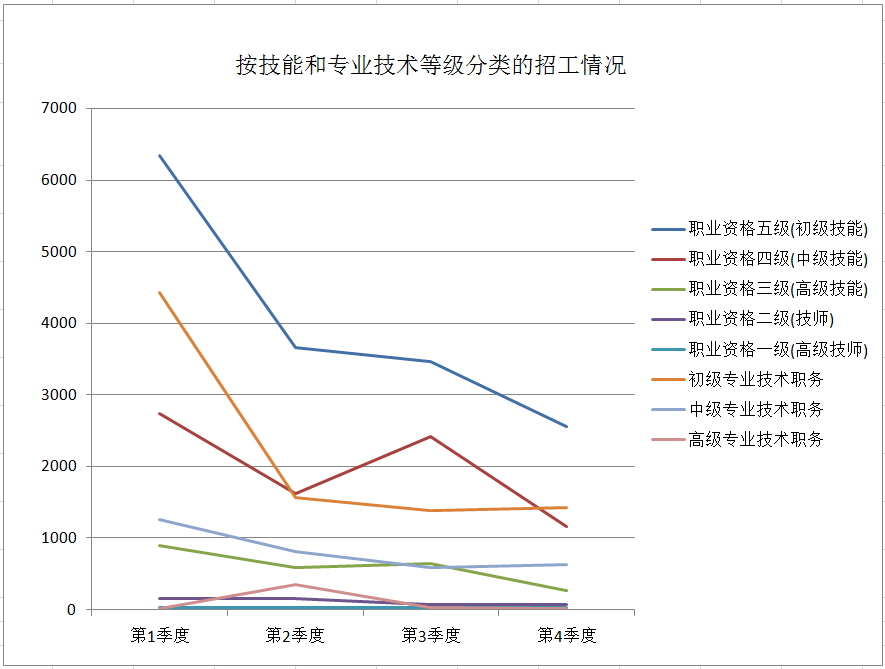 按技能和专业技术等级分类的招工情况
7000
6000
5000
4000
3000
2000
1000
0
第1季度 第2季度 第3季度 第4季度
职业资格五级(初级技能)
职业资格四级(中级技能)
职业资格三级(高级技能)
职业资格二级(技师)
职业资格一级(高级技师)
初级专业技术职务
中级专业技术职务
高级专业技术职务